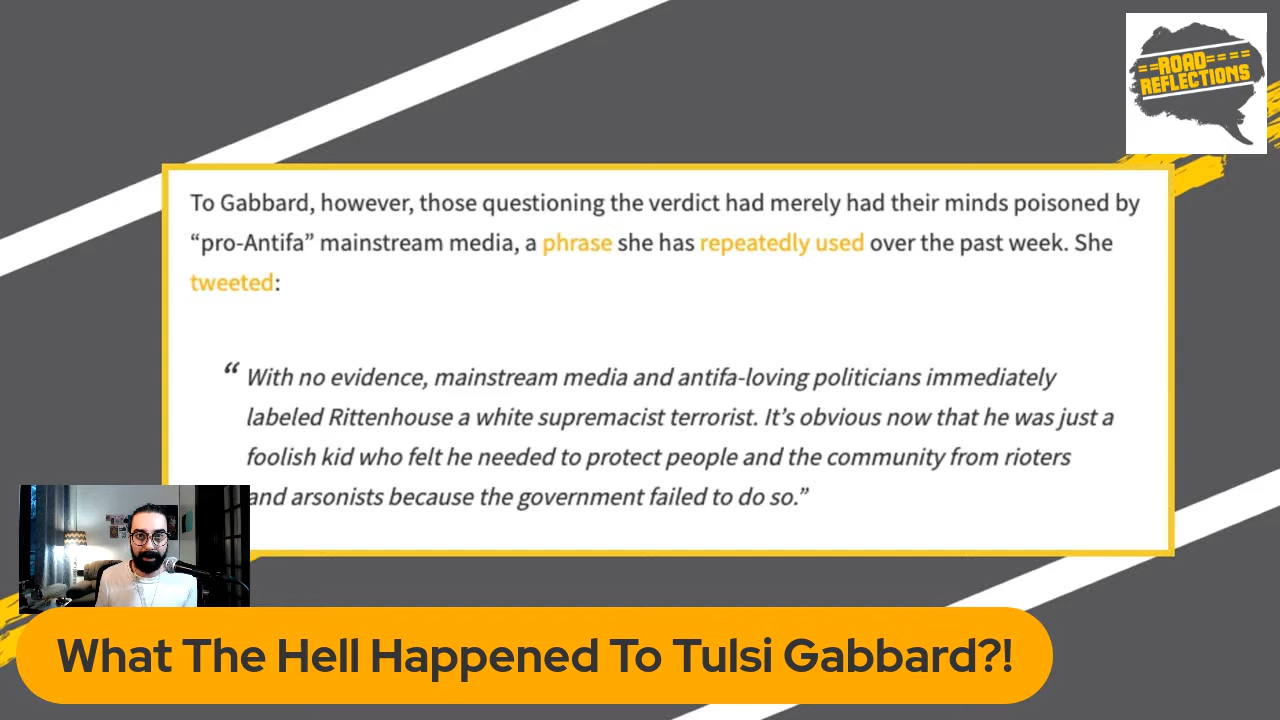 ==ROAD====
REFLECTIONS
To Gabbard, however, those questioning the verdict had merely had their minds poisoned by
“pro-Antifa” mainstream media, a phrase she has repeatedly used over the past week. She
tweeted:
“ With no evidence, mainstream media and antifa-loving politicians immediately
labeled Rittenhouse a white supremacist terrorist. It’s obvious now that he was just a
foolish kid who felt he needed to protect people and the community from rioters
and arsonists because the government failed to do so.”
What The Hell Happened To Tulsi Gabbard?!